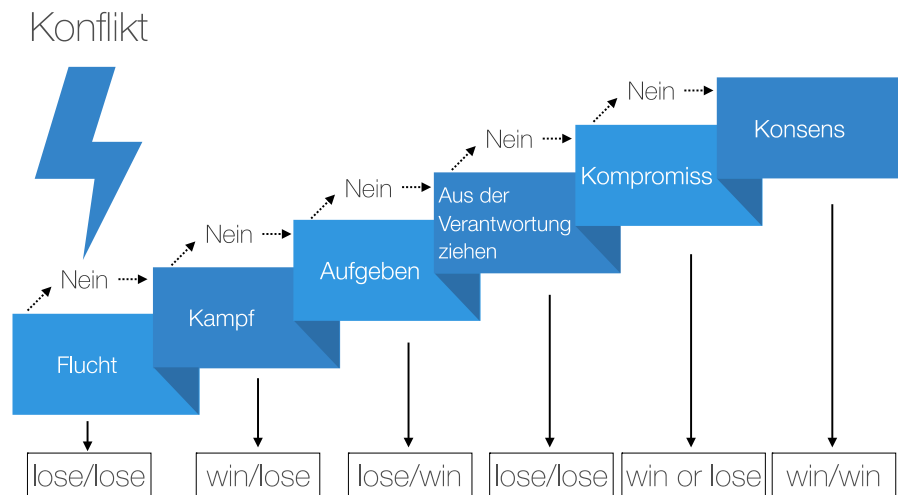 Konflikt
Nein
Nein
Nein
Nein
Nein
Flucht
Kampf
Aufgeben
Aus der
Verantwortung
ziehen
Kompromiss
Konsens
lose/lose
win/lose
lose/win
lose/lose
win or lose
win/win